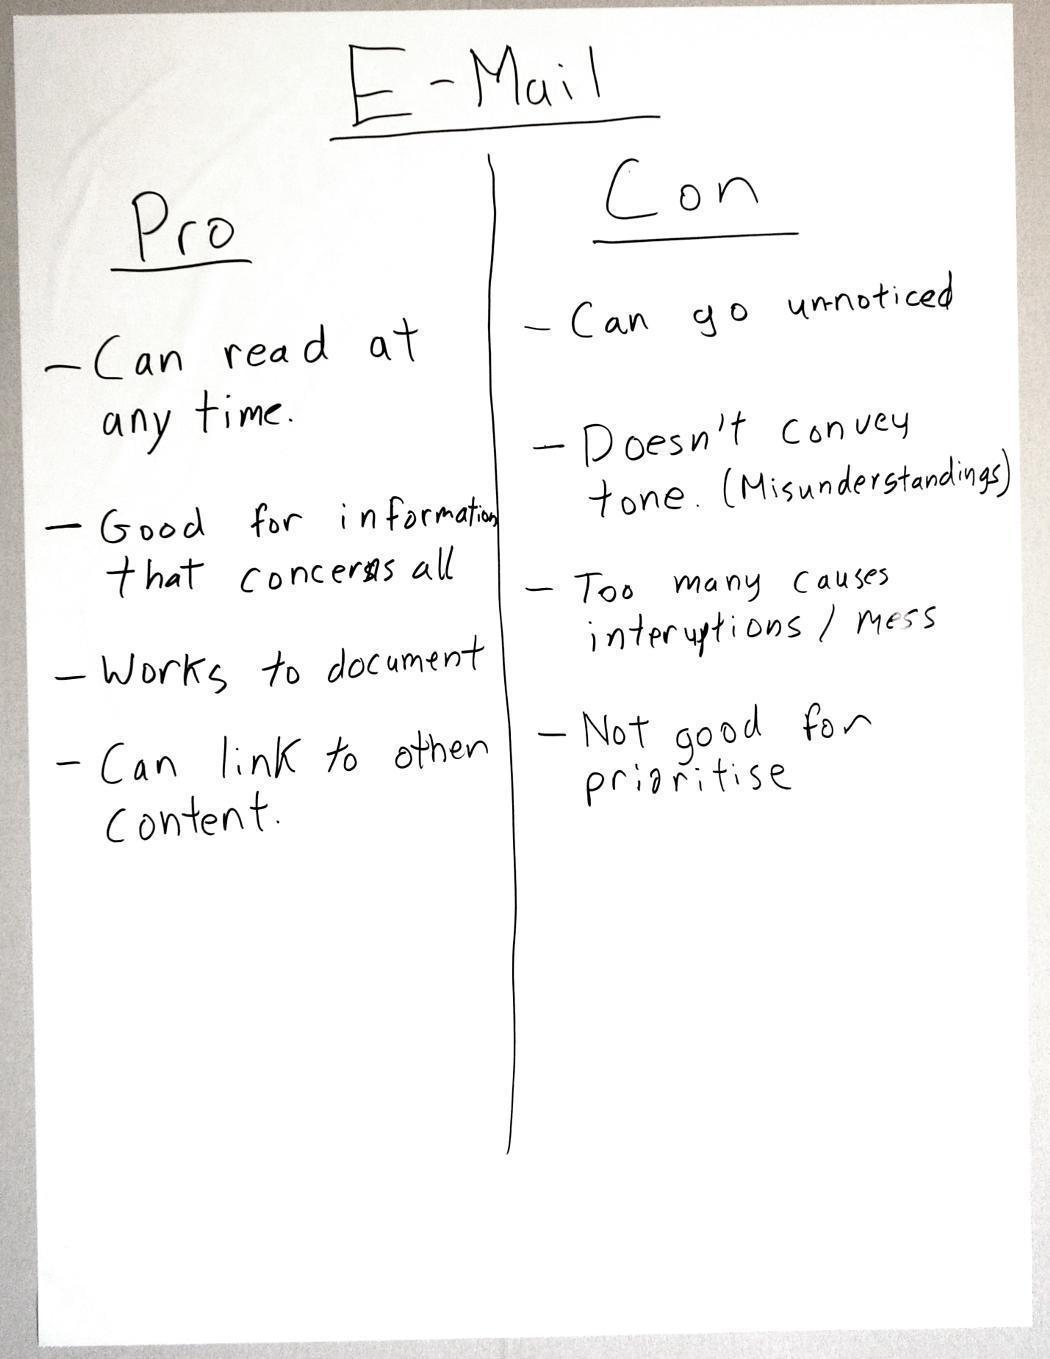 E-Mail
Pro
- Can read at
any time.
- Good for information
that concerns all
- Works to document
- Can link to other
content.
Con
- Can go unnoticed
- Doesn't convey
tone. (Misunderstandings)
- Too many causes
interuptions / mess
- Not good for
prioritise